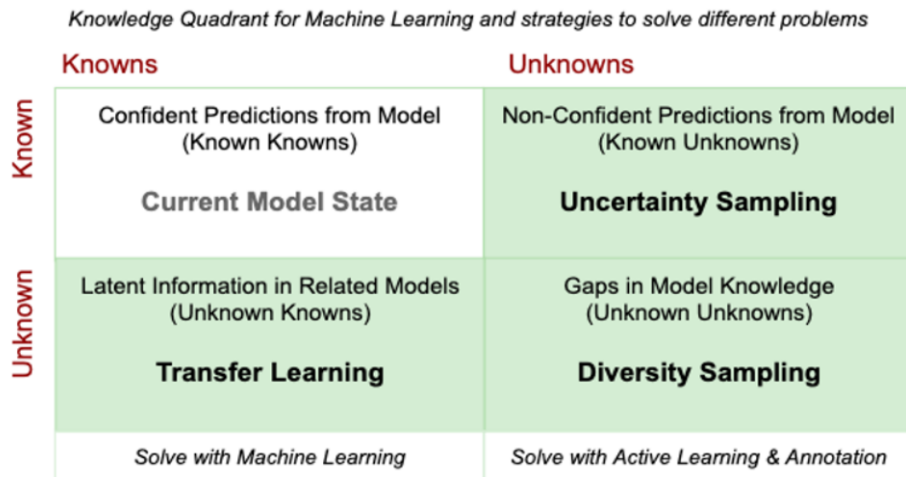 Knowledge Quadrant for Machine Learning and strategies to solve different problems
Knowns
Unknowns
Known
Confident Predictions from Model
(Known Knowns)
Current Model State
Non-Confident Predictions from Model
(Known Unknowns)
Uncertainty Sampling
Unknown
Latent Information in Related Models
(Unknown Knowns)
Transfer Learning
Gaps in Model Knowledge
(Unknown Unknowns)
Diversity Sampling
Solve with Machine Learning
Solve with Active Learning & Annotation